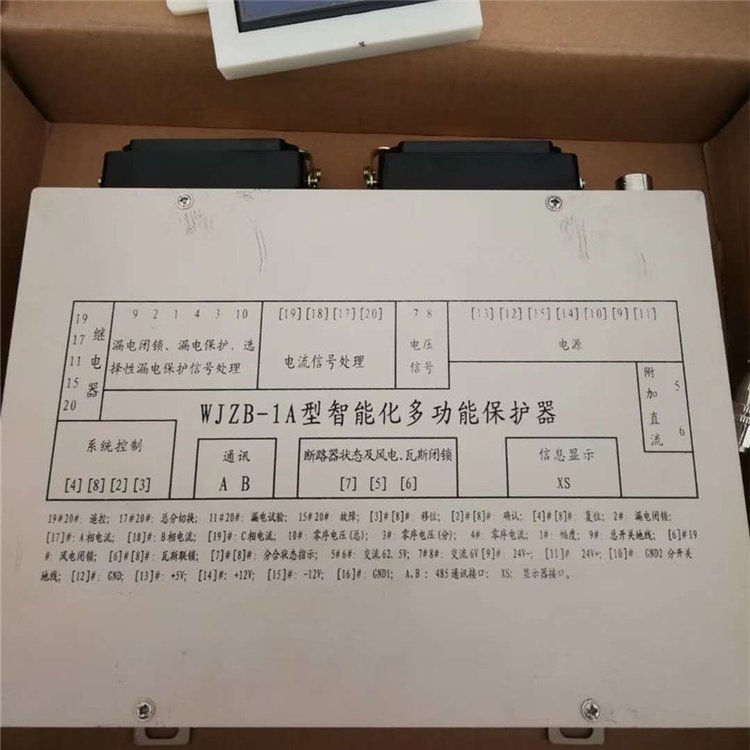 19
17
11
15
20
继电器
9 2 1 4 3 10
漏电闭锁、漏电保护、选
择性漏电保护信号处理
[19] [18] [17] [20]
电流信号处理
7 8
电压
信号
[13] [12] [15] [14] [10] [9] [11]
电源
附加直流
5
6
WJZB-1A型智能化多功能保护器
系统控制
[4] [8] [2] [3]
通讯
A B
断路器状态及风电、瓦斯闭锁
[7] [5] [6]
信息显示
XS
19#20#: 遥控; 17#20#: 总分切换; 11#20#: 漏电试验; 15#20#: 故障; [3]#[8]#: 移位; [2]#[8]#: 确认; [4]#[8]#: 复位; 2#: 漏电闭锁;
[17]#: A相电流; [18]#: B相电流; [19]#: C相电流; 10#: 零序电压(总); 3#: 零序电压(分); 4#: 零序电流; 1#: 幅度; 9#: 总开关地线; [6]#19
#: 风电闭锁; [6]#[8]#: 瓦斯联锁; [7]#[8]#: 分合状态指示; 5#6#: 交流62.5V; 7#8#: 交流6V[9]#: 24V-; [11]#: 24V+; [10]#: GND2 分开关
地线; [12]#: GND; [13]#: +5V; [14]#: +12V; [15]#: -12V; [16]#: GND1; A.B: 485通讯接口; XS: 显示器接口。